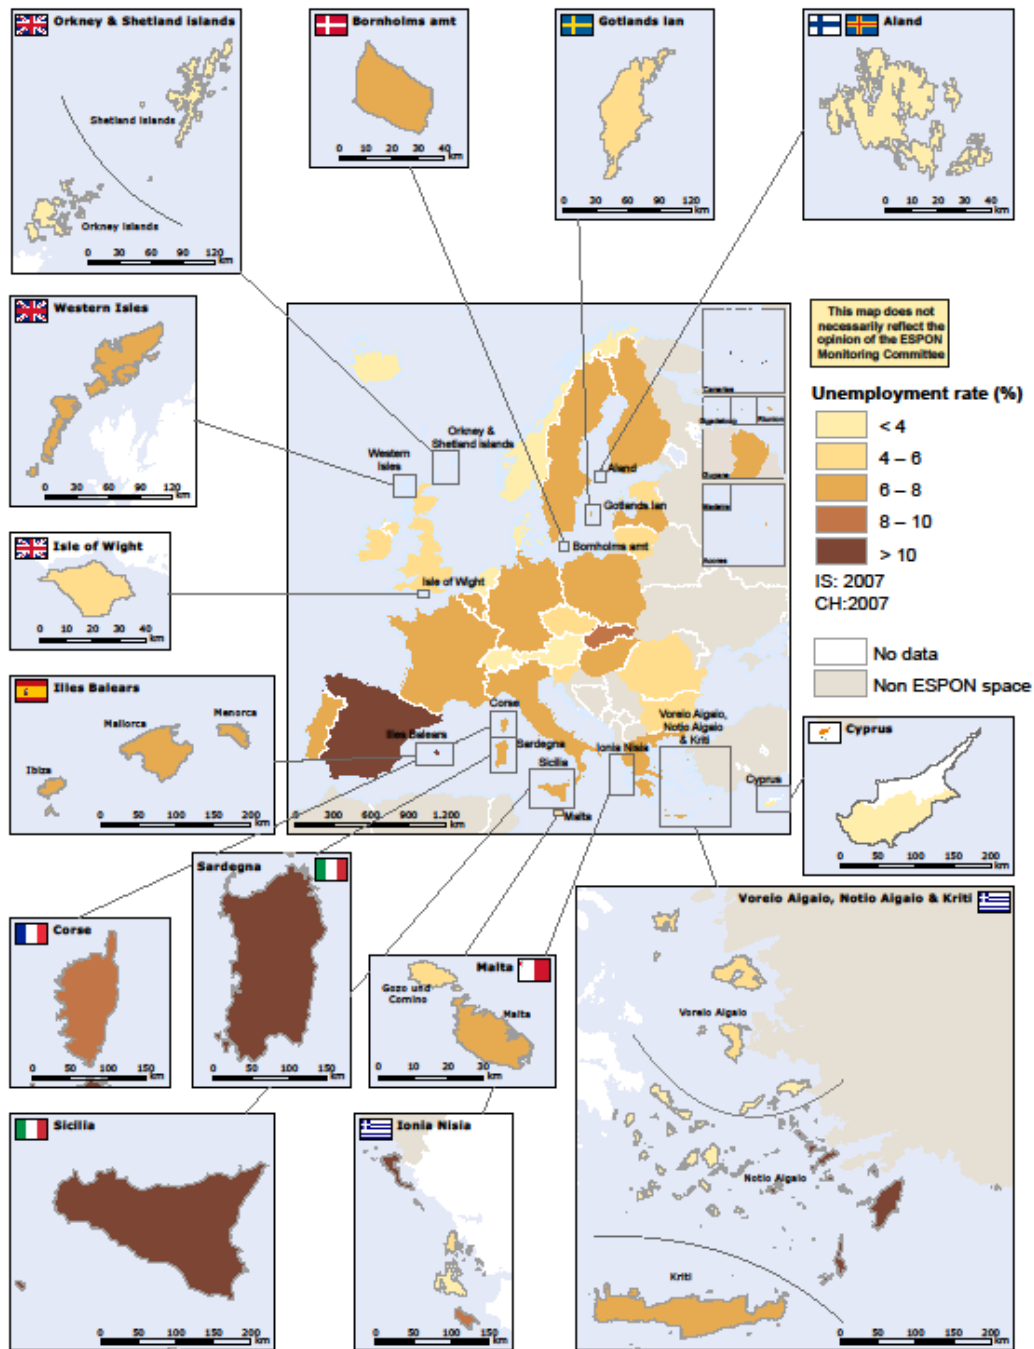 Orkney & Shetland islands
Shetland islands
Orkney islands
0 30 60 90 120
km
Bornholms amt
0 10 20 30 40
km
Gotlands lan
0 30 60 90 120
km
Aland
0 10 20 30 40
km
Western Isles
0 30 60 90 120
km
Isle of Wight
0 10 20 30 40
km
Illes Balears
Mallorca
Menorca
Ibiza
0 50 100 150 200
km
Orkney &
Shetland islands
Western
Isles
Aland
Gotlands lan
Bornholms amt
Isle of Wight
Corse
Illes Balears
Sardegna
Sicilia
Ionia Nisia
Voreio Aigaio,
Notio Aigaio
& Kriti
Cyprus
Malta
0 300 600 900 1.200
km
Canaries
Réunion
Guyane
Madeira
Acores
This map does not
necessarily reflect the
opinion of the ESPON
Monitoring Committee
Unemployment rate (%)
< 4
4 – 6
6 – 8
8 – 10
> 10
IS: 2007
CH:2007
No data
Non ESPON space
Cyprus
0 50 100 150 200
km
Corse
0 50 100 150
km
Sardegna
0 50 100 150
km
Malta
Gozo und
Comino
Malta
0 10 20 30
km
Voreio Aigaio, Notio Aigaio & Kriti
Voreio Aigaio
Notio Aigaio
Kriti
0 50 100 150 200
km
Sicilia
0 50 100 150 200
km
Ionia Nisia
0 50 100 150
km